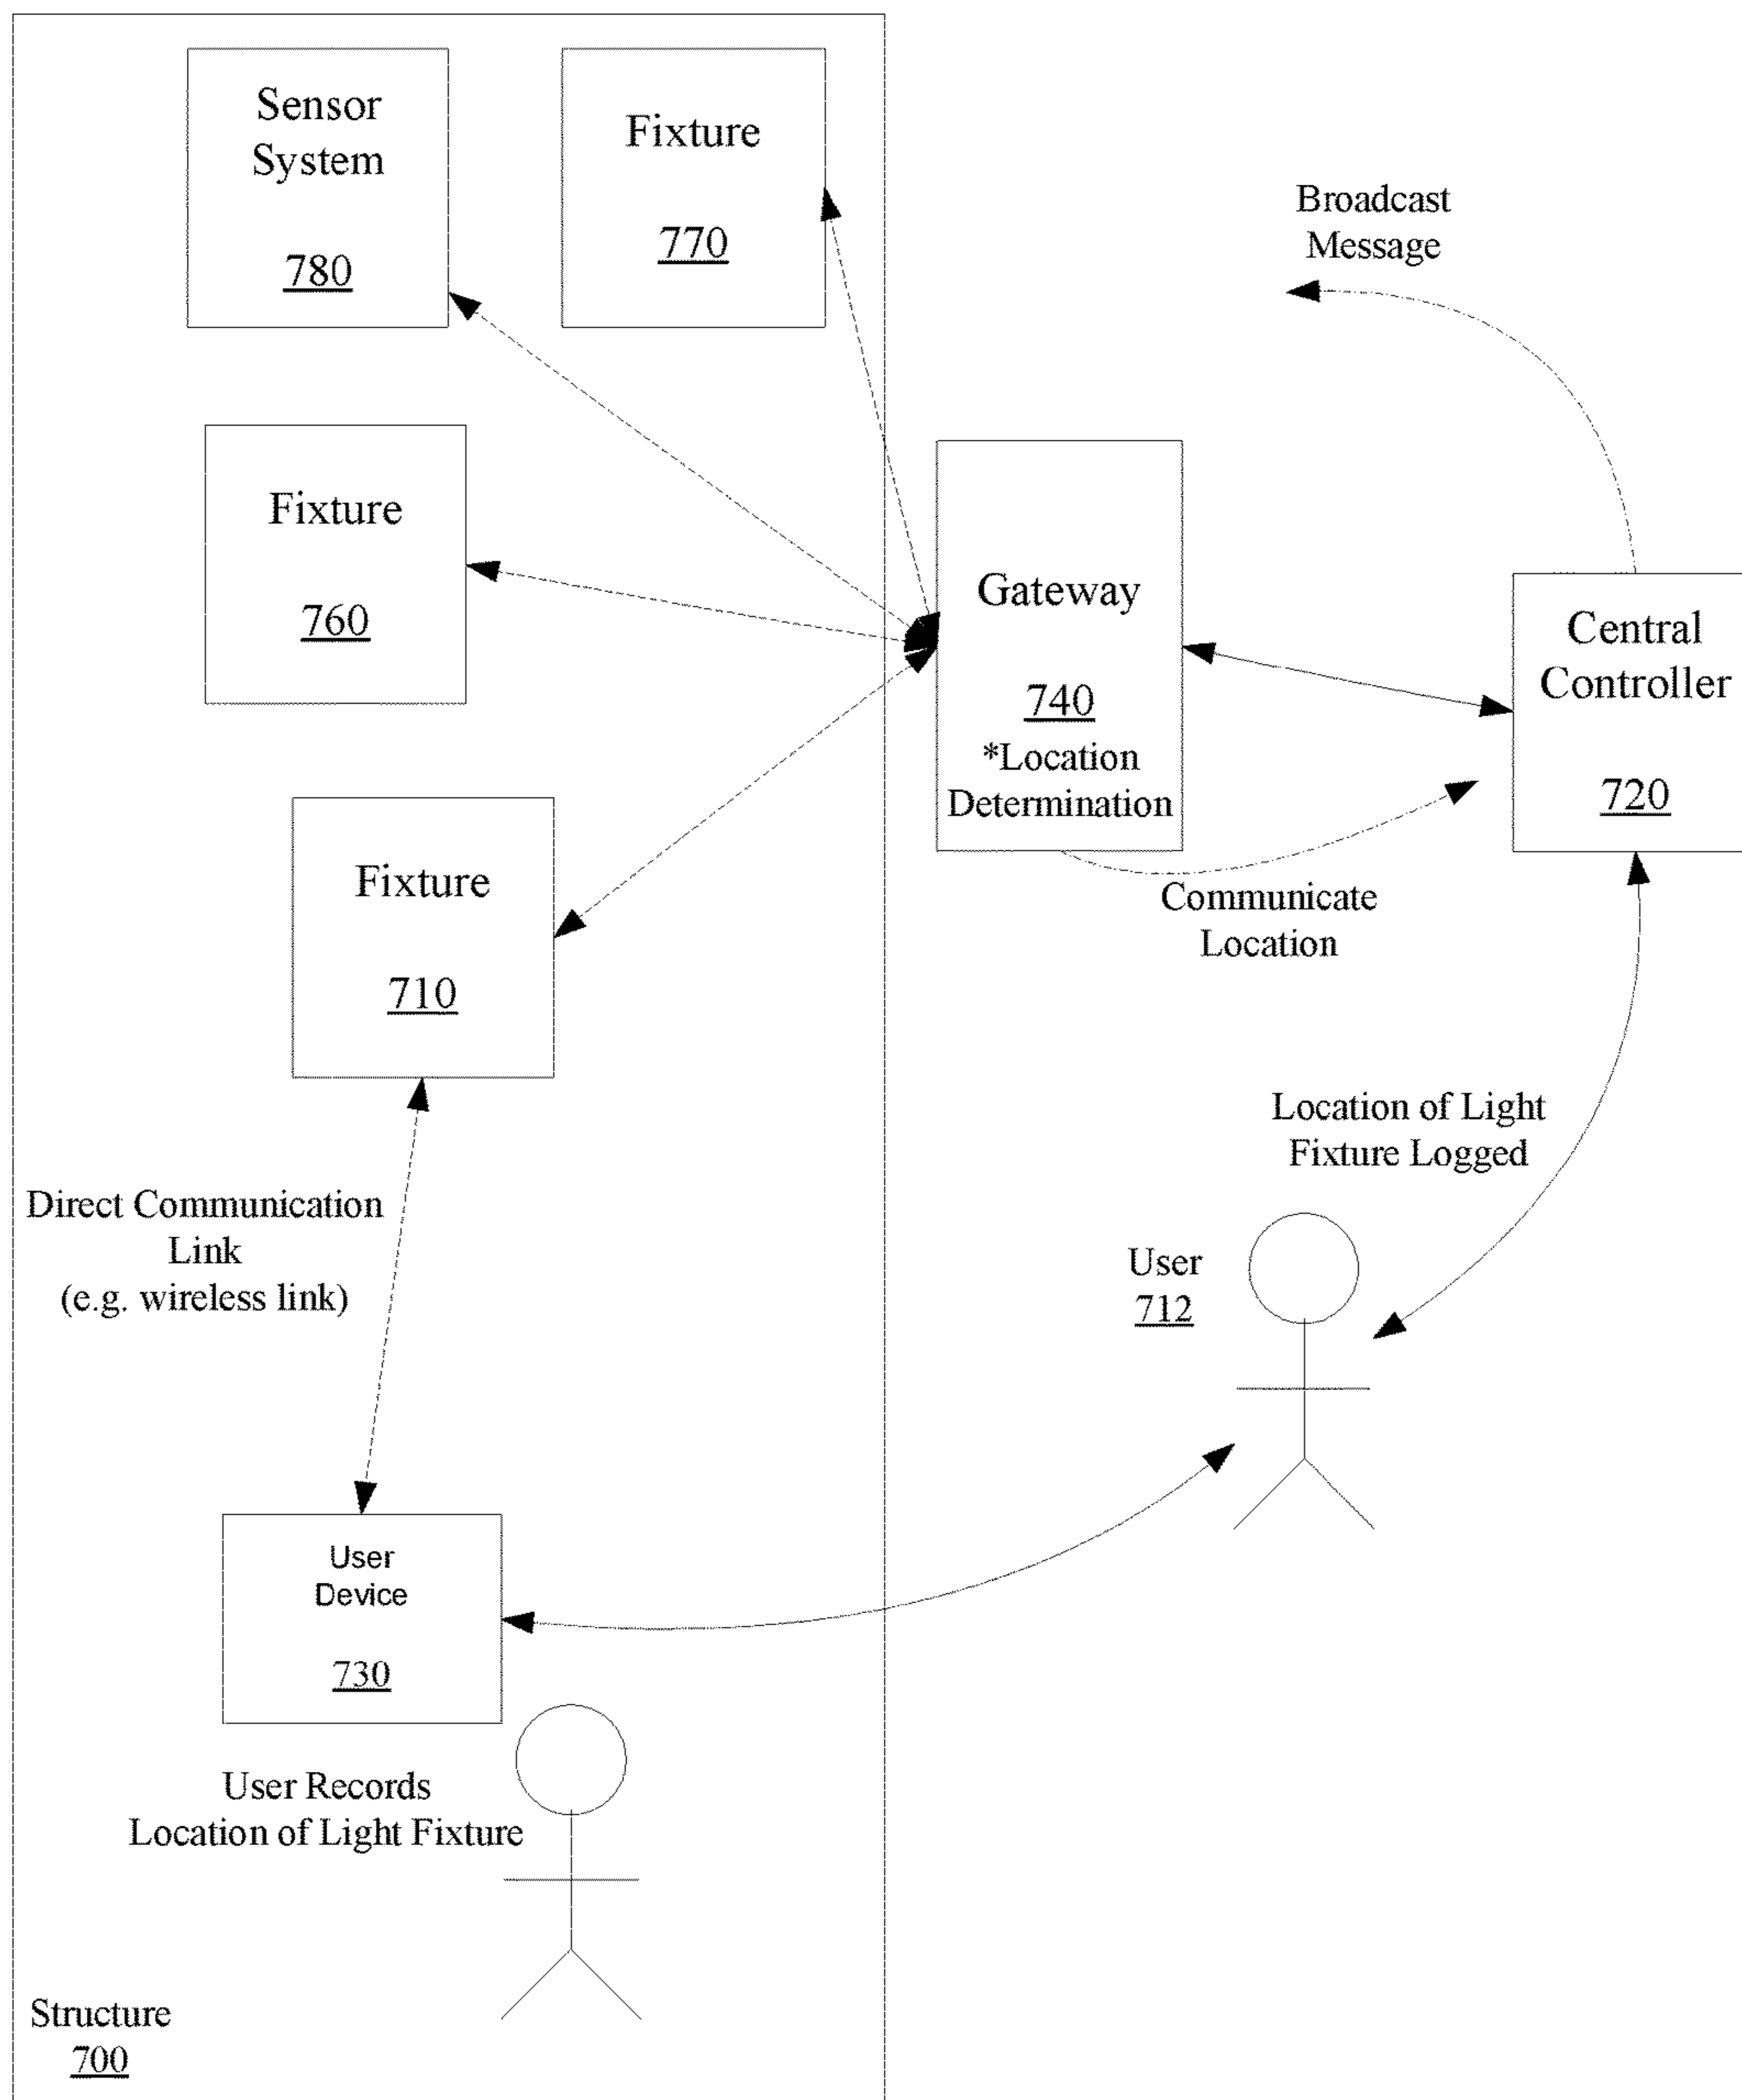 Sensor
System
780
Fixture
770
Broadcast
Message
Fixture
760
Gateway
740
*Location
Determination
Central
Controller
720
Fixture
710
Communicate
Location
Direct Communication
Link
(e.g. wireless link)
Location of Light
Fixture Logged
User
712
User
Device
730
User Records
Location of Light Fixture
Structure
700